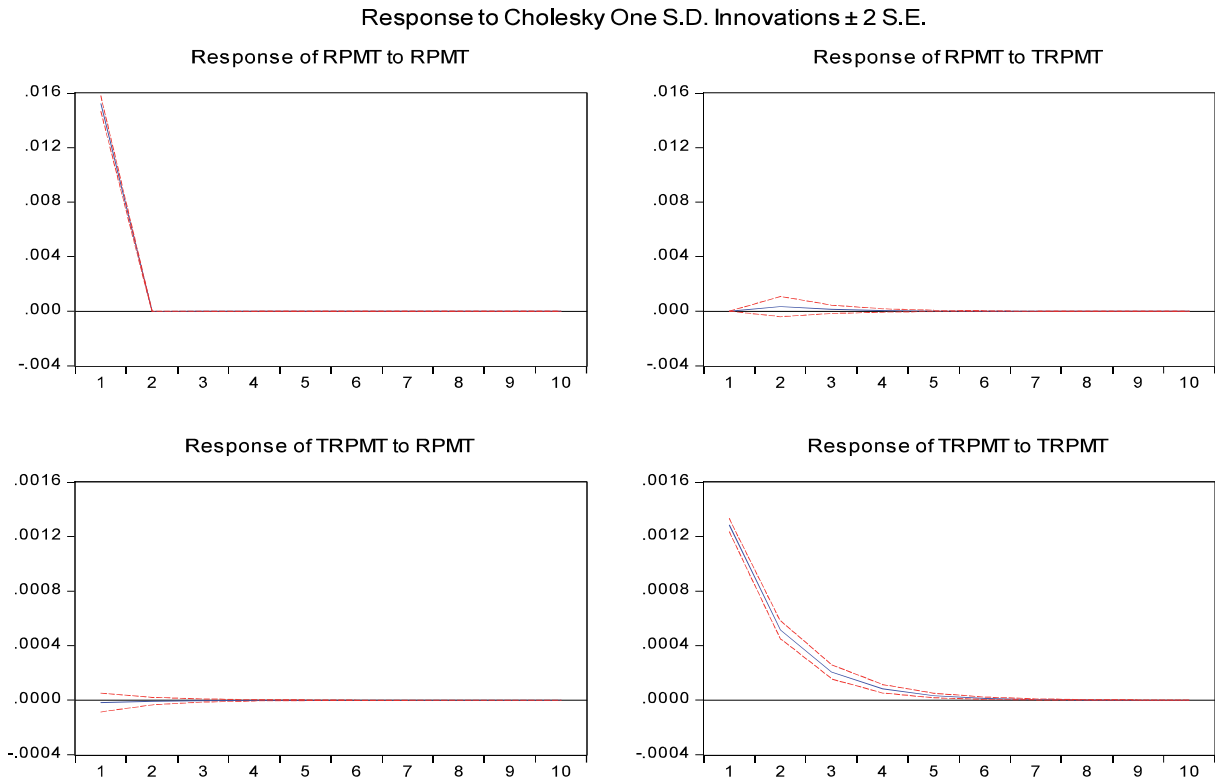 Response to Cholesky One S.D. Innovations ± 2 S.E.
Response of RPMT to RPMT
.016
.012
.008
.004
.000
-.004
1 2 3 4 5 6 7 8 9 10
Response of RPMT to TRPMT
.016
.012
.008
.004
.000
-.004
1 2 3 4 5 6 7 8 9 10
Response of TRPMT to RPMT
.0016
.0012
.0008
.0004
.0000
-.0004
1 2 3 4 5 6 7 8 9 10
Response of TRPMT to TRPMT
.0016
.0012
.0008
.0004
.0000
-.0004
1 2 3 4 5 6 7 8 9 10